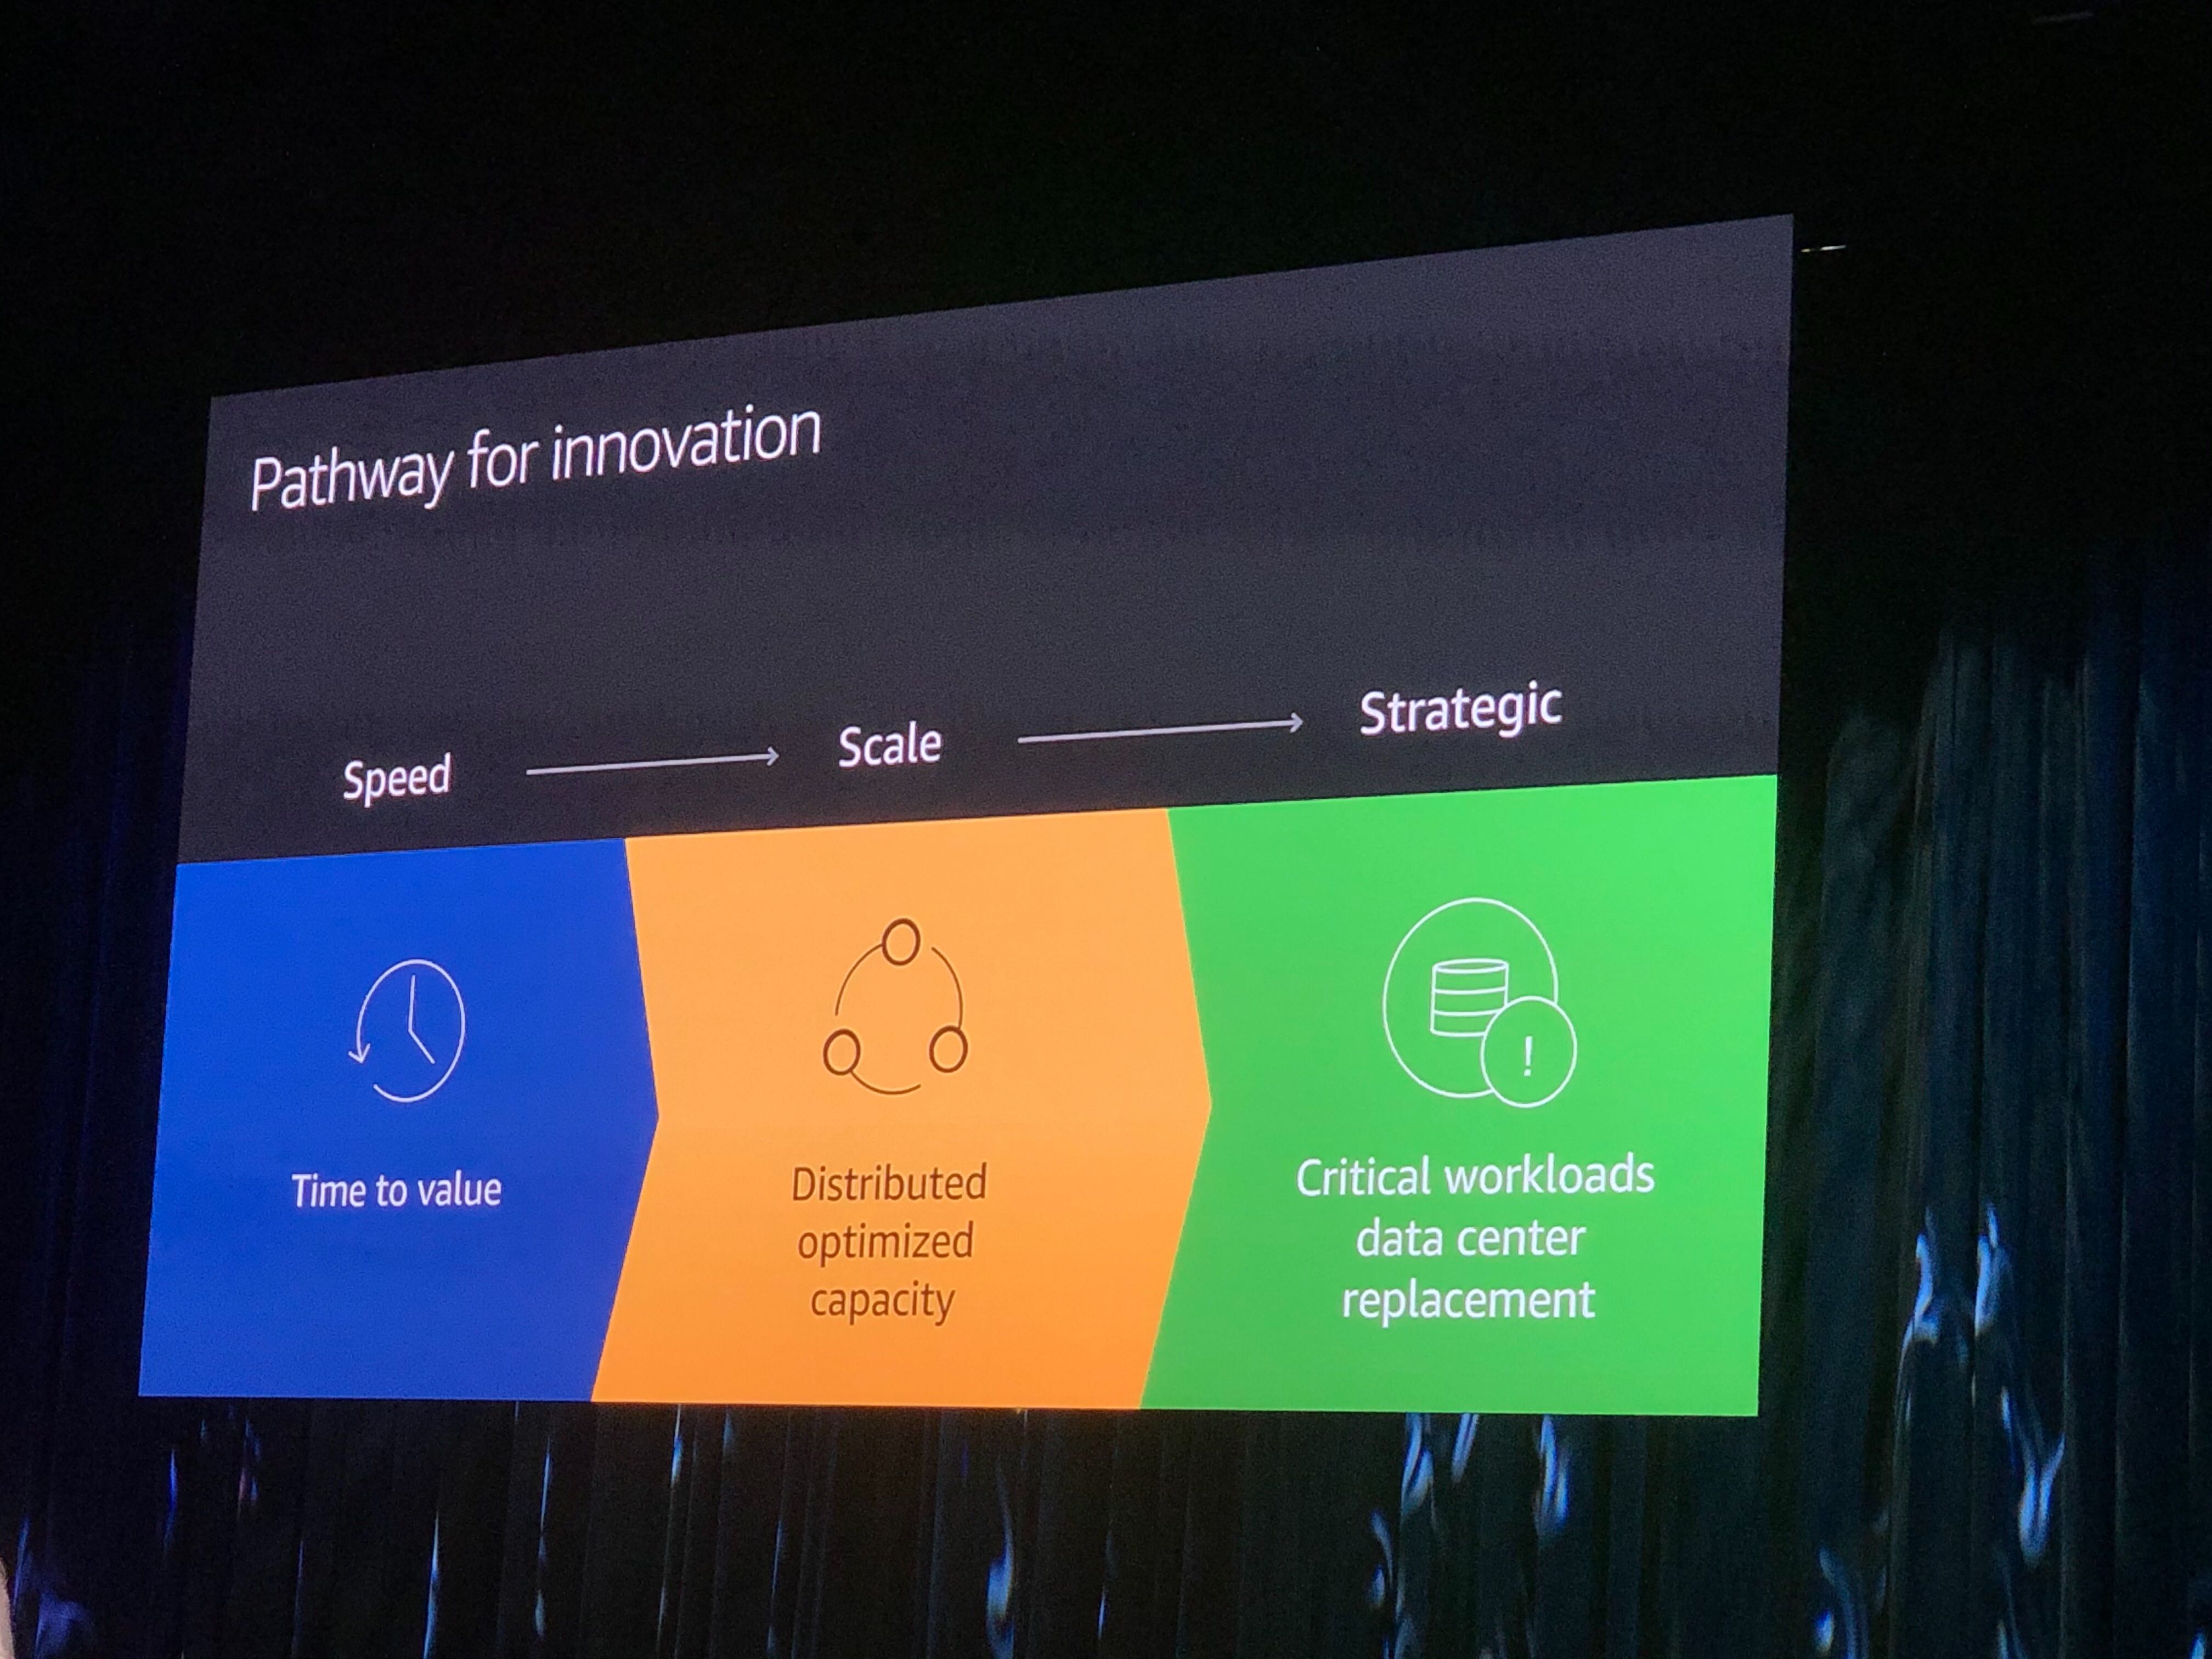 Pathway for innovation
Speed
Scale
Strategic
Time to value
Distributed
optimized
capacity
!
Critical workloads
data center
replacement